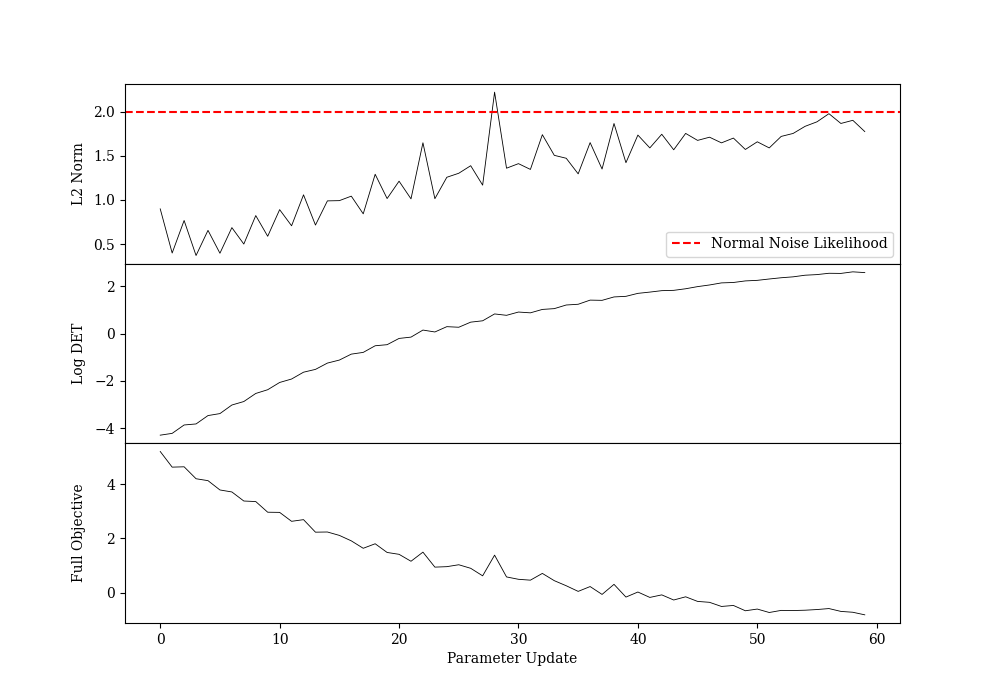 L2 Norm
2.0
1.5
1.0
0.5
Normal Noise Likelihood
Log DET
2
0
−2
−4
Full Objective
4
2
0
0 10 20 30 40 50 60
Parameter Update